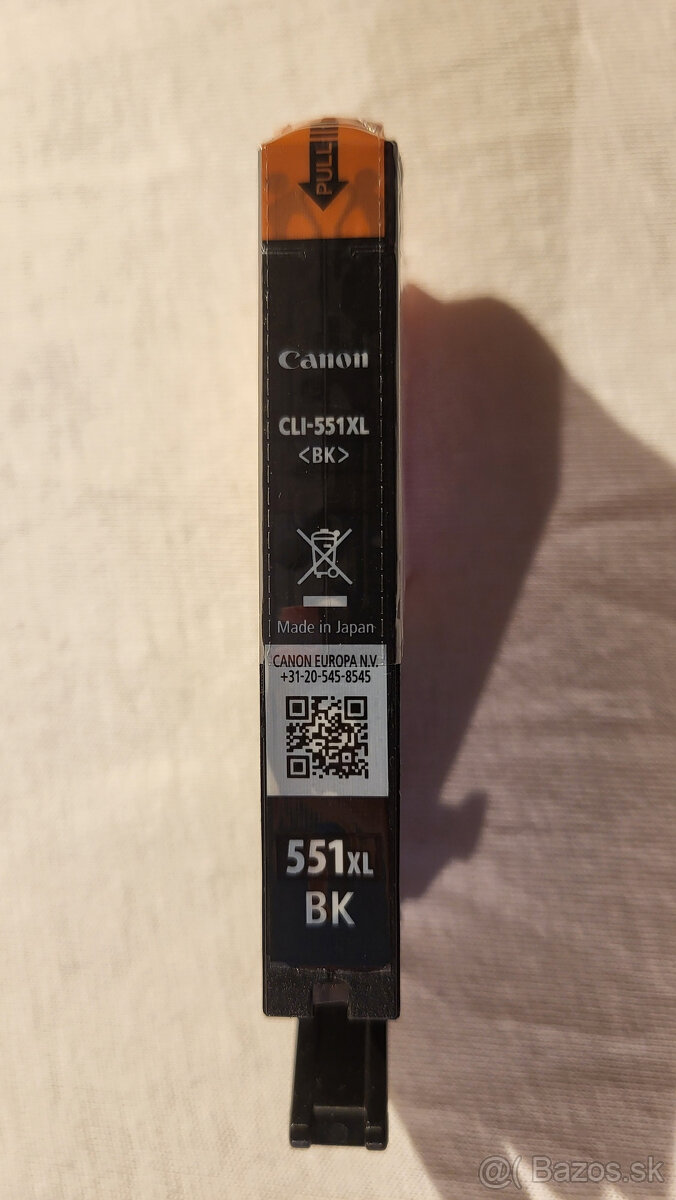 PULL
Canon
CLI-551XL
<BK>
Made in Japan
CANON EUROPA N.V.
+31-20-545-8545
551XL
BK
@( Bazos.sk